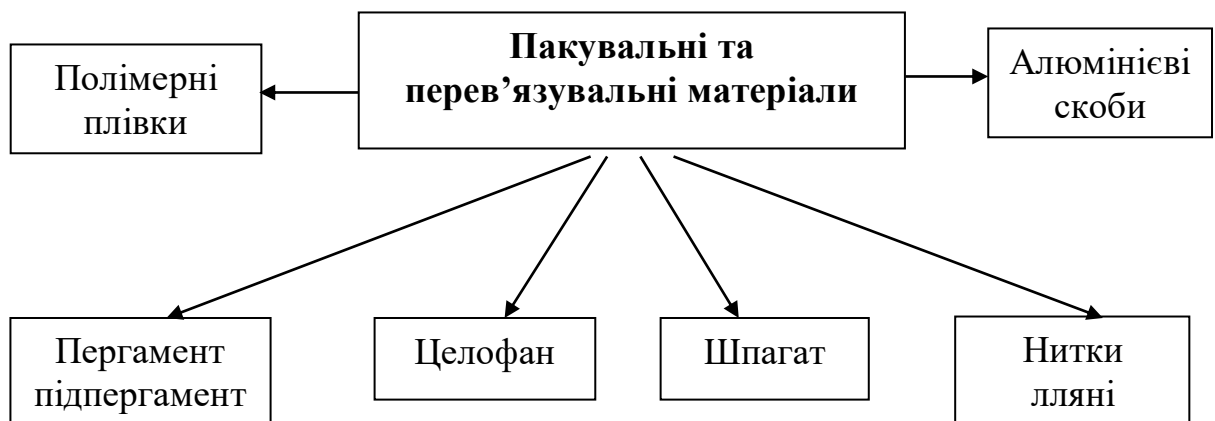 Пакувальні та
перев’язувальні матеріали
Полімерні
плівки
Алюмінієві
скоби
Пергамент
підпергамент
Целофан
Шпагат
Нитки
лляні